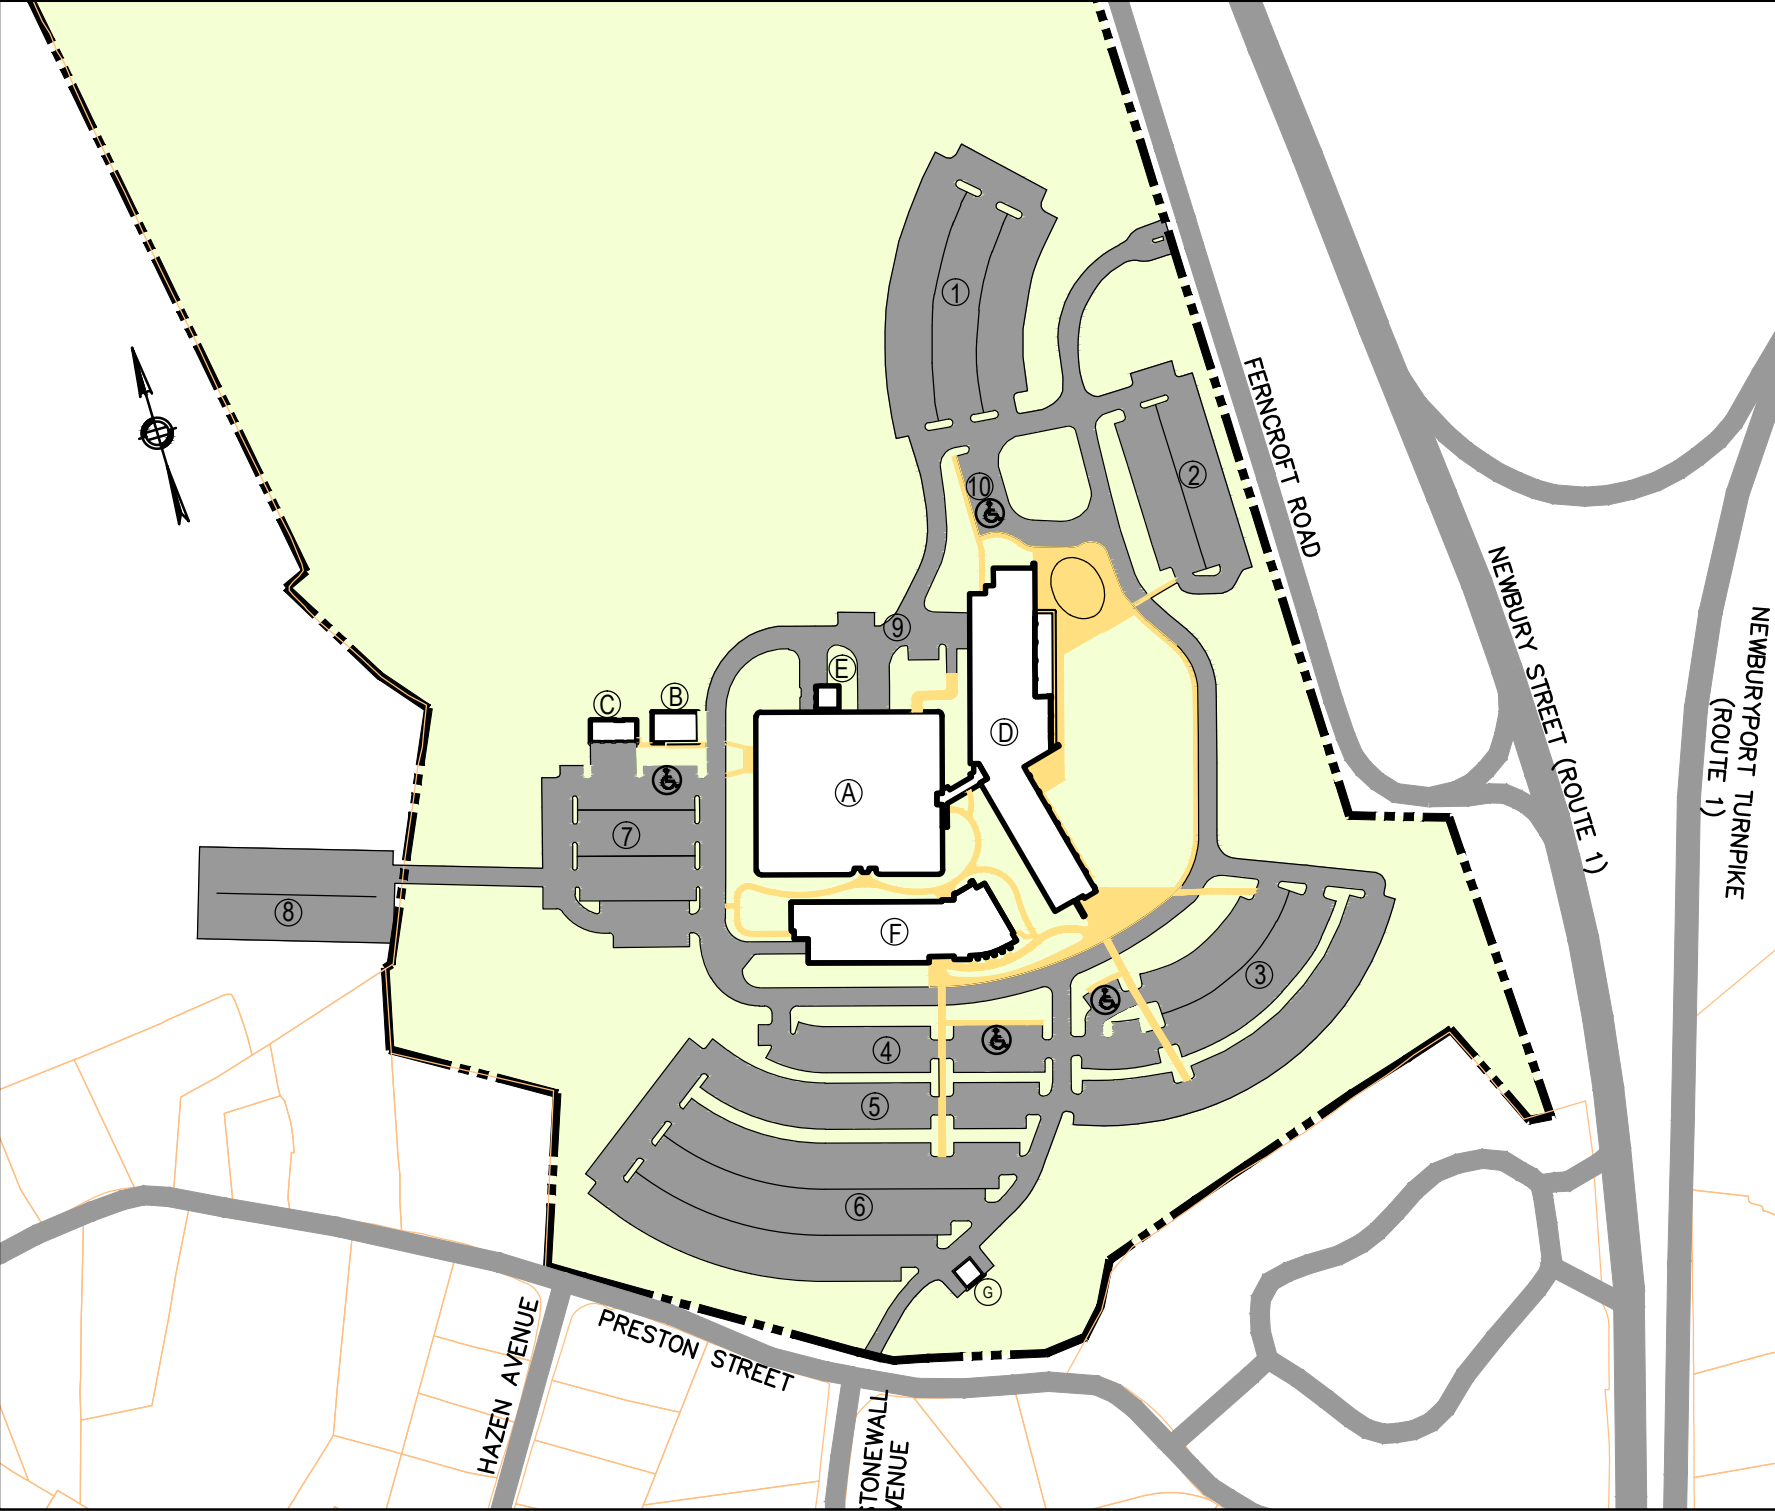 1
2
10
FERNCROFT ROAD
NEWBURY STREET (ROUTE 1)
NEWBURYPORT TURNPIKE
(ROUTE 1)
9
E
B
C
D
A
7
8
F
3
4
5
6
G
PRESTON STREET
HAZEN AVENUE
STONEWALL
VENUE